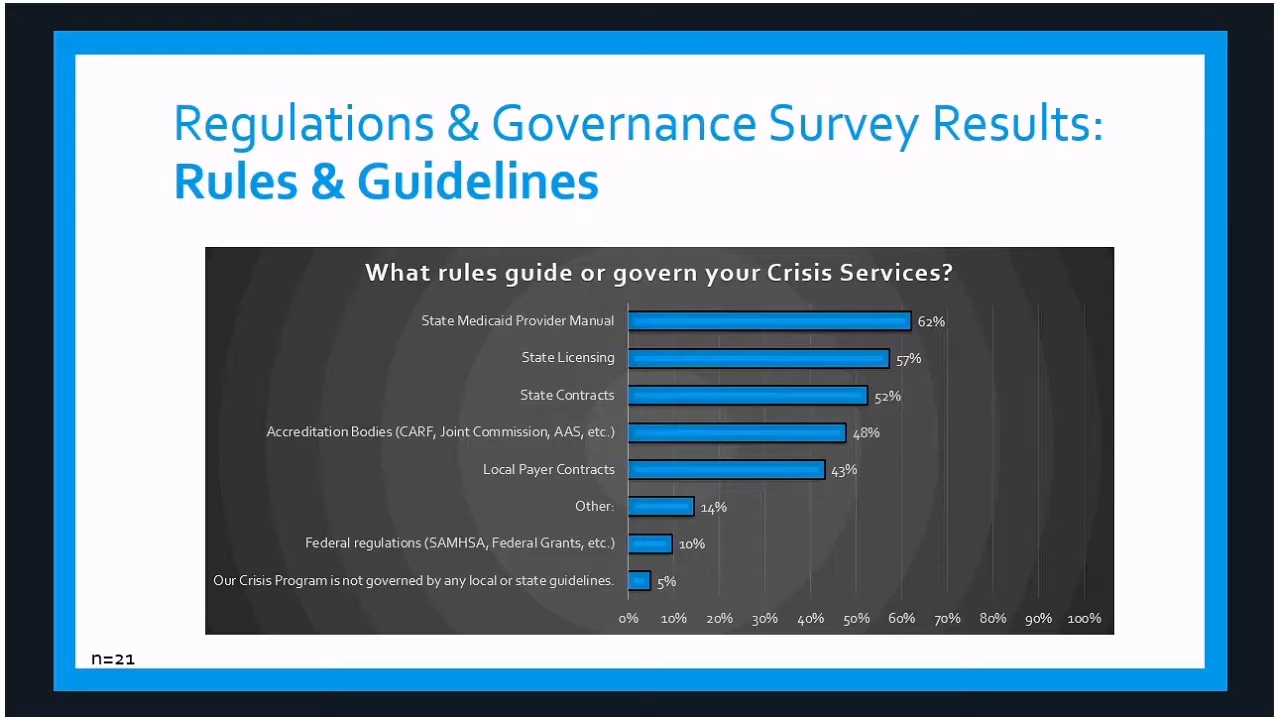 Regulations & Governance Survey Results:
Rules & Guidelines
What rules guide or govern your Crisis Services?
State Medicaid Provider Manual 62%
State Licensing 57%
State Contracts 52%
Accreditation Bodies (CARF, Joint Commission, AAS, etc.) 48%
Local Payer Contracts 43%
Other: 14%
Federal regulations (SAMHSA, Federal Grants, etc.) 10%
Our Crisis Program is not governed by any local or state guidelines. 5%
0% 10% 20% 30% 40% 50% 60% 70% 80% 90% 100%
n=21